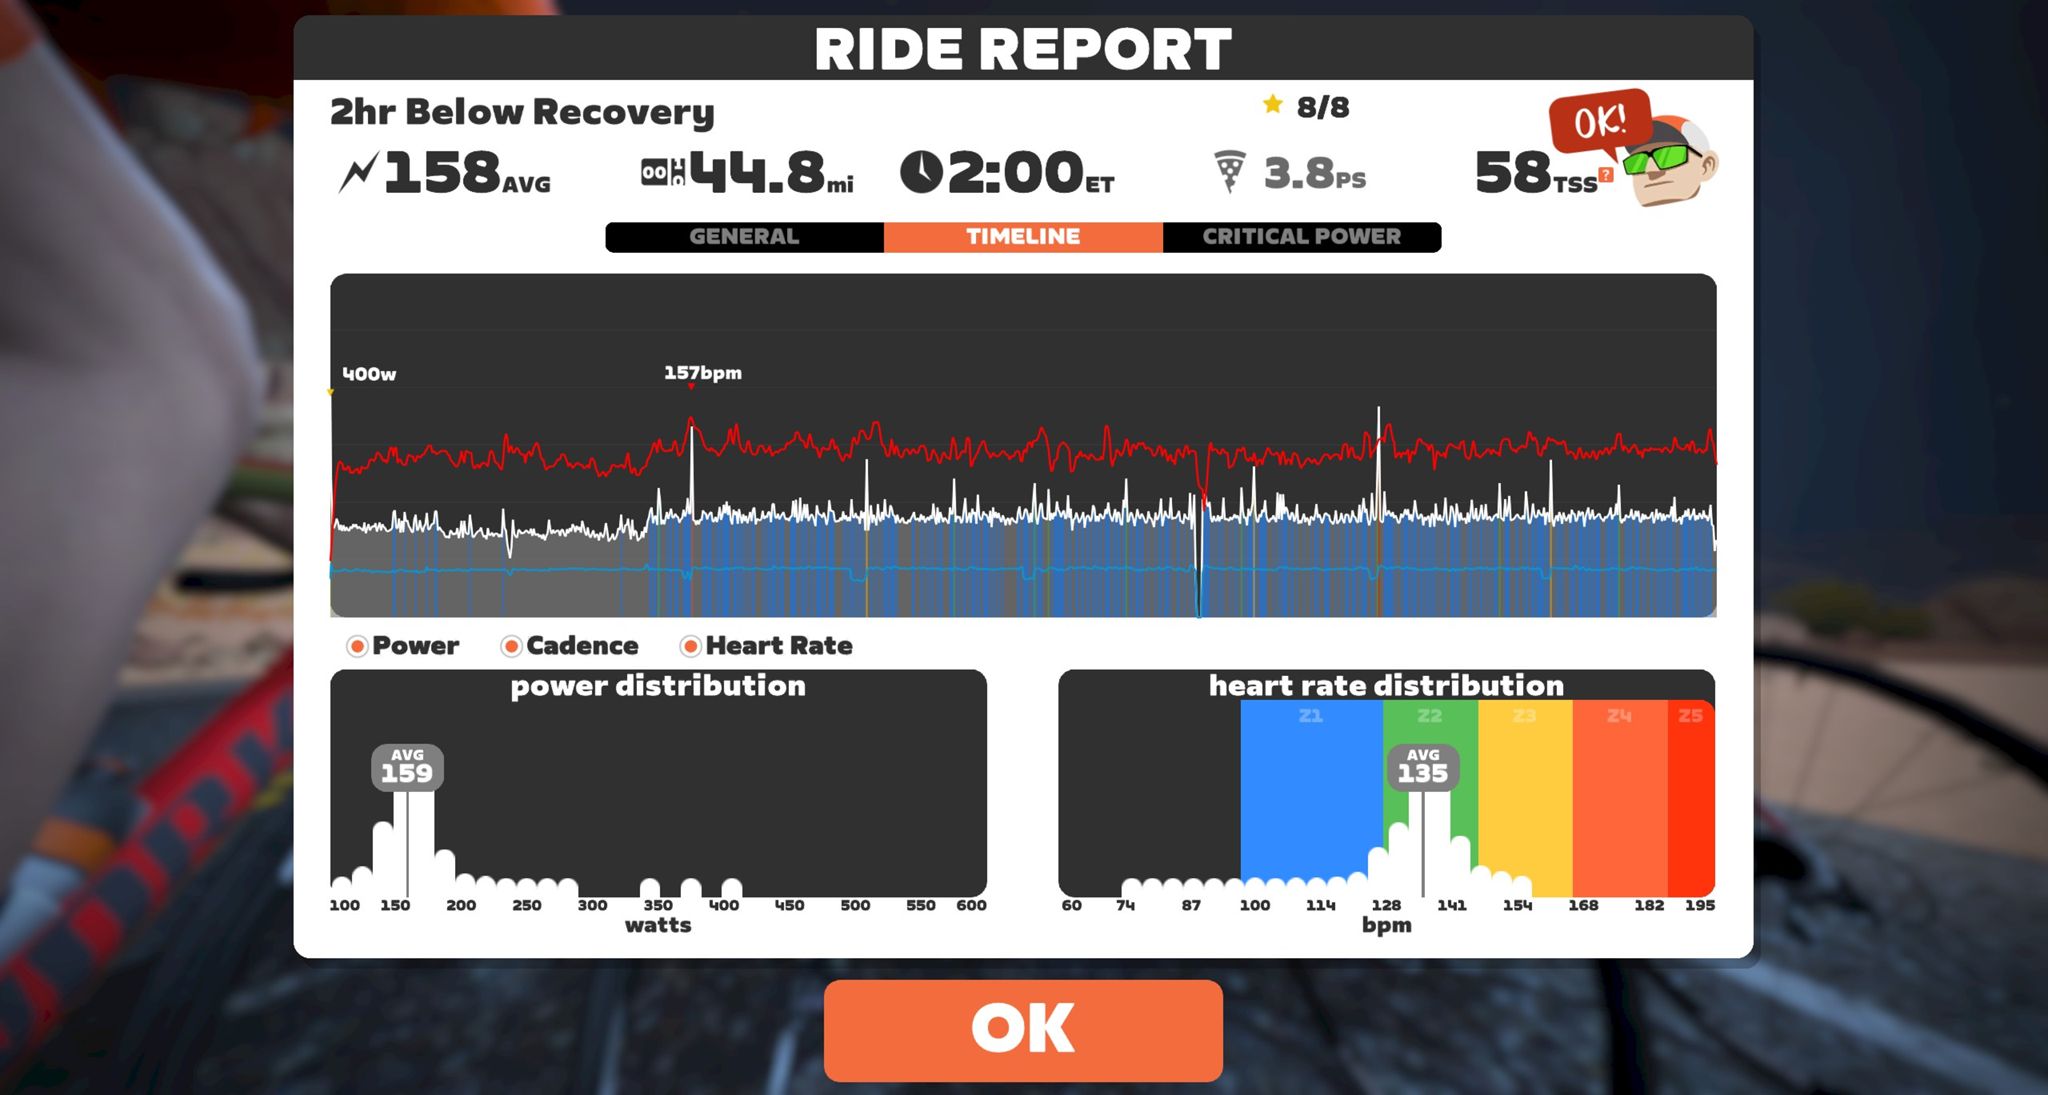 RIDE REPORT
2hr Below Recovery
8/8
OK!
158AVG
44.8mi
2:00ET
3.8PS
58TSS?
GENERAL
TIMELINE
CRITICAL POWER
400w
157bpm
Power
Cadence
Heart Rate
power distribution
AVG
159
100 150 200 250 300 350 400 450 500 550 600
watts
heart rate distribution
Z1 Z2 Z3 Z4 Z5
AVG
135
60 74 87 100 114 128 141 154 168 182 195
bpm
OK